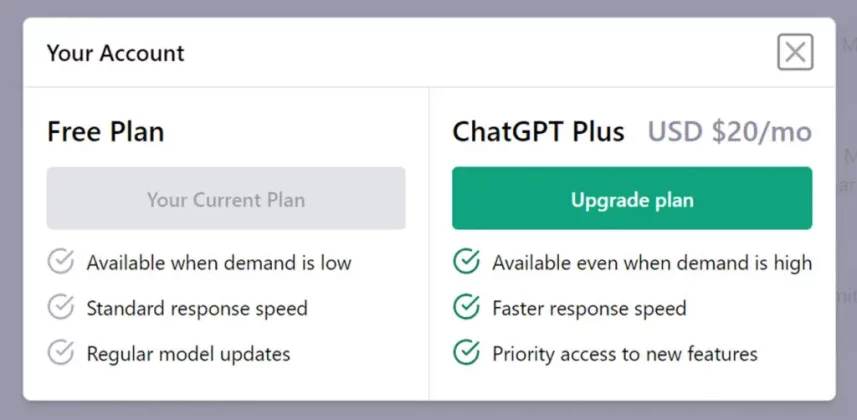 Your Account
Free Plan
Your Current Plan
Available when demand is low
Standard response speed
Regular model updates
ChatGPT Plus USD $20/mo
Upgrade plan
Available even when demand is high
Faster response speed
Priority access to new features